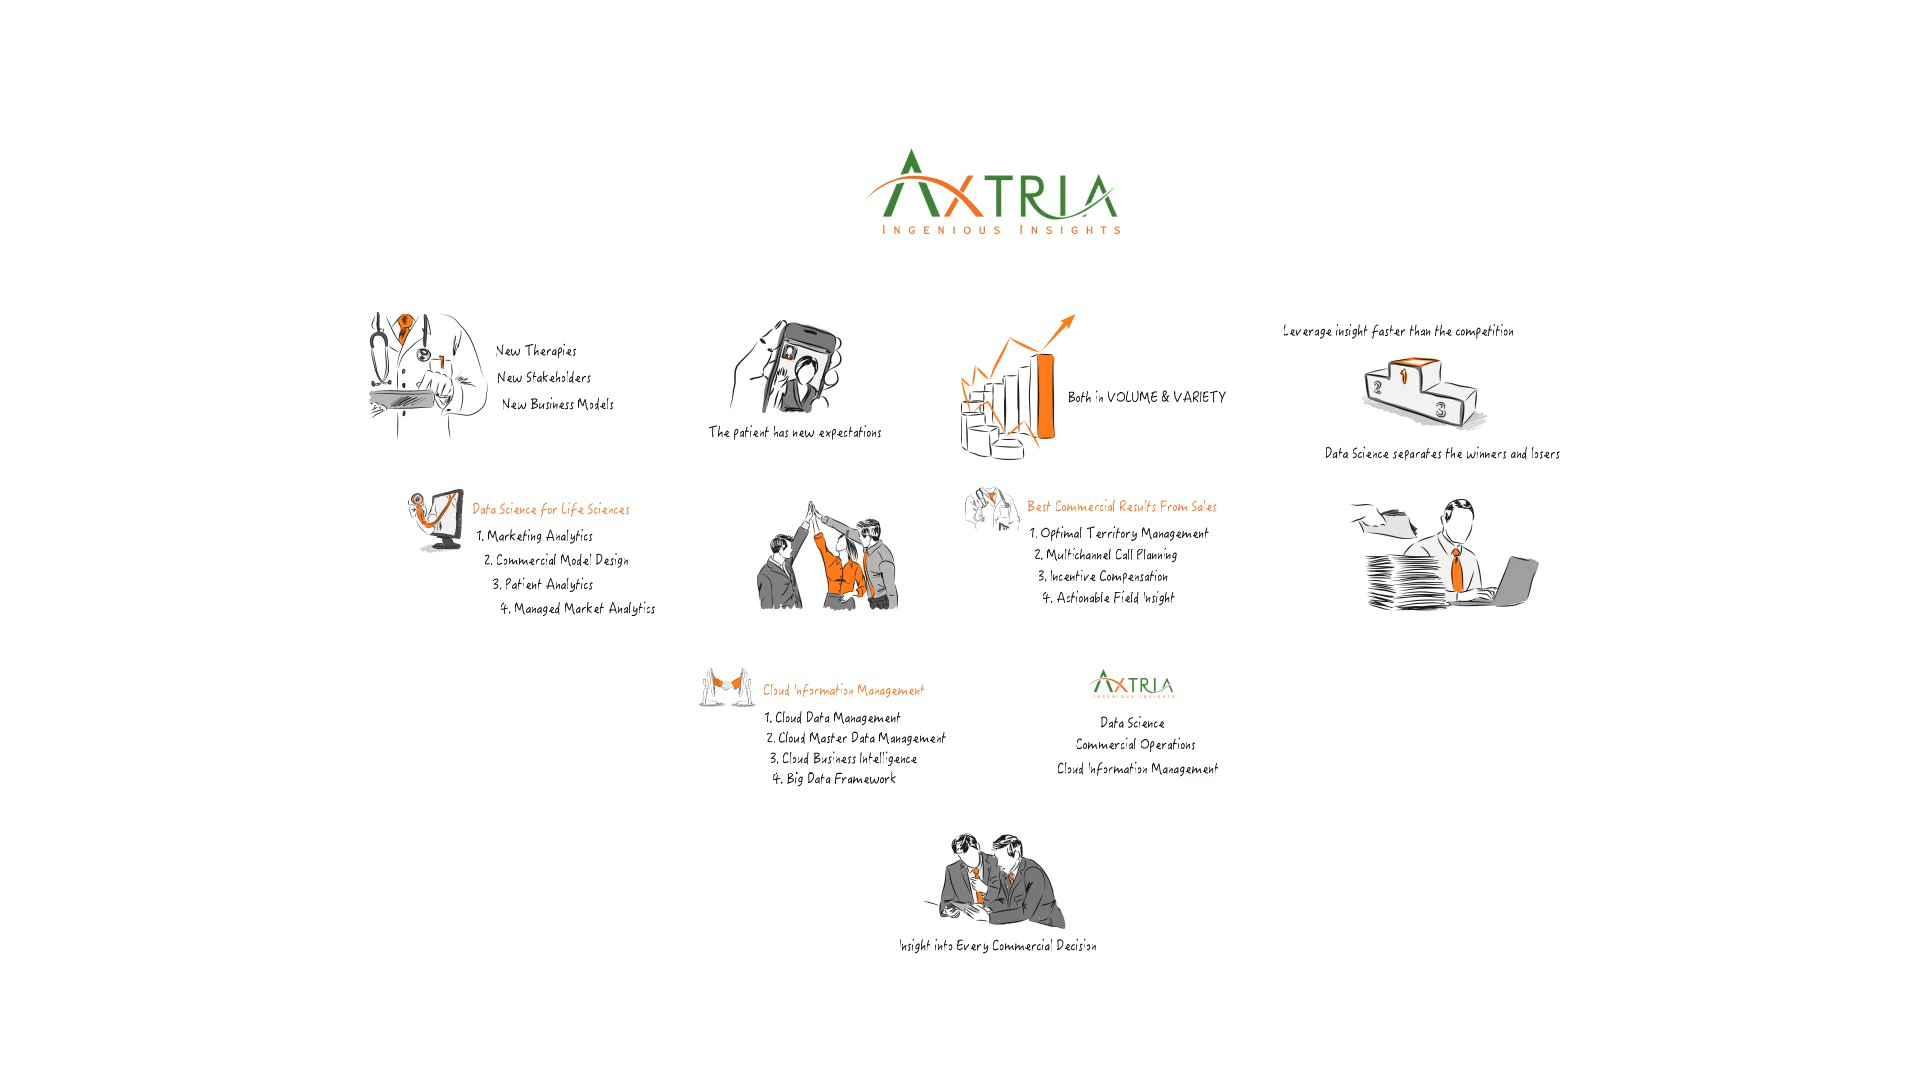 AXTRIA
INGENIOUS INSIGHTS
New Therapies
New Stakeholders
New Business Models
The patient has new expectations
Both in VOLUME & VARIETY
Leverage insight faster than the competition
1
2
3
Data Science separates the winners and losers
Data Science for Life Sciences
1. Marketing Analytics
2. Commercial Model Design
3. Patient Analytics
4. Managed Market Analytics
Best Commercial Results From Sales
1. Optimal Territory Management
2. Multichannel Call Planning
3. Incentive Compensation
4. Actionable Field Insight
Cloud Information Management
1. Cloud Data Management
2. Cloud Master Data Management
3. Cloud Business Intelligence
4. Big Data Framework
AXTRIA
INGENIOUS INSIGHTS
Data Science
Commercial Operations
Cloud Information Management
Insight into Every Commercial Decision